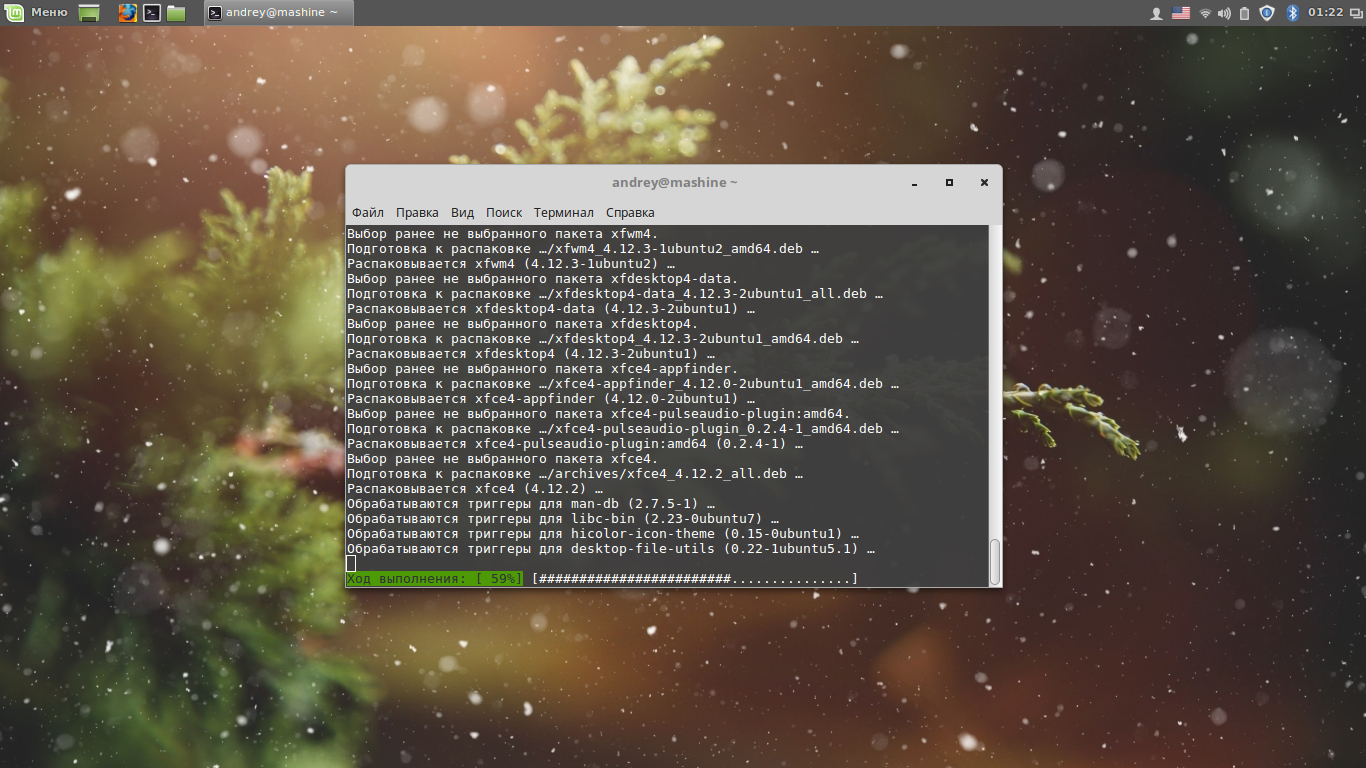 Меню
andrey@mashine ~
01:22
andrey@mashine ~
Файл Правка Вид Поиск Терминал Справка
Выбор ранее не выбранного пакета xfwm4.
Подготовка к распаковке …/xfwm4_4.12.3-1ubuntu2_amd64.deb …
Распаковывается xfwm4 (4.12.3-1ubuntu2) …
Выбор ранее не выбранного пакета xfdesktop4-data.
Подготовка к распаковке …/xfdesktop4-data_4.12.3-2ubuntu1_all.deb …
Распаковывается xfdesktop4-data (4.12.3-2ubuntu1) …
Выбор ранее не выбранного пакета xfdesktop4.
Подготовка к распаковке …/xfdesktop4_4.12.3-2ubuntu1_amd64.deb …
Распаковывается xfdesktop4 (4.12.3-2ubuntu1) …
Выбор ранее не выбранного пакета xfce4-appfinder.
Подготовка к распаковке …/xfce4-appfinder_4.12.0-2ubuntu1_amd64.deb …
Распаковывается xfce4-appfinder (4.12.0-2ubuntu1) …
Выбор ранее не выбранного пакета xfce4-pulseaudio-plugin:amd64.
Подготовка к распаковке …/xfce4-pulseaudio-plugin_0.2.4-1_amd64.deb …
Распаковывается xfce4-pulseaudio-plugin:amd64 (0.2.4-1) …
Выбор ранее не выбранного пакета xfce4.
Подготовка к распаковке …/archives/xfce4_4.12.2_all.deb …
Распаковывается xfce4 (4.12.2) …
Обрабатываются триггеры для man-db (2.7.5-1) …
Обрабатываются триггеры для libc-bin (2.23-0ubuntu7) …
Обрабатываются триггеры для hicolor-icon-theme (0.15-0ubuntu1) …
Обрабатываются триггеры для desktop-file-utils (0.22-1ubuntu5.1) …
Ход выполнения: [ 59%] [########################...............]